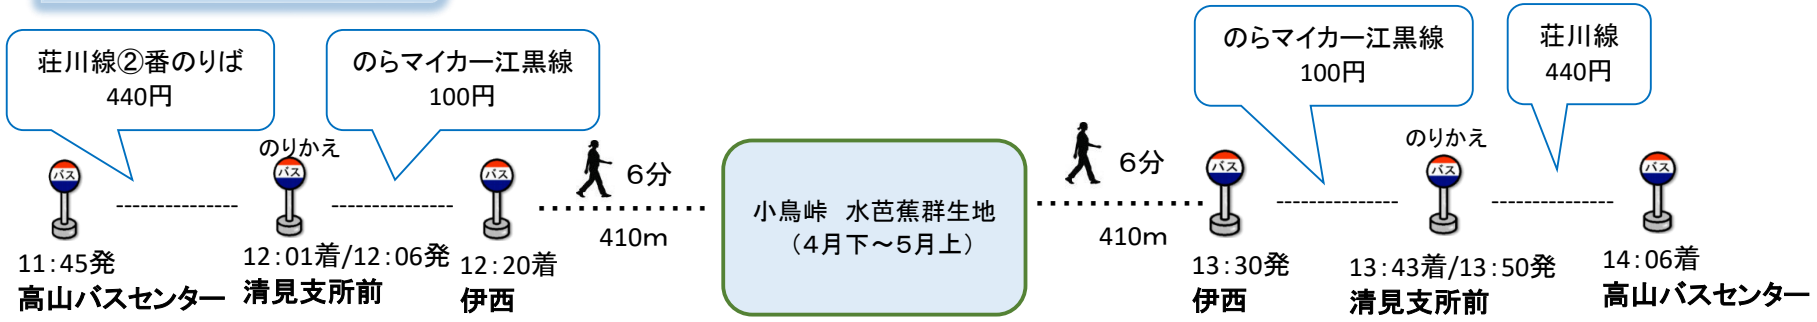 荘川線②番のりば
440円
のらマイカー江黒線
100円
バス
11:45発
高山バスセンター
のりかえ
バス
12:01着/12:06発
清見支所前
バス
12:20着
伊西
6分
410m
小鳥峠 水芭蕉群生地
(4月下~5月上)
6分
410m
のらマイカー江黒線
100円
荘川線
440円
バス
13:30発
伊西
のりかえ
バス
13:43着/13:50発
清見支所前
バス
14:06着
高山バスセンター